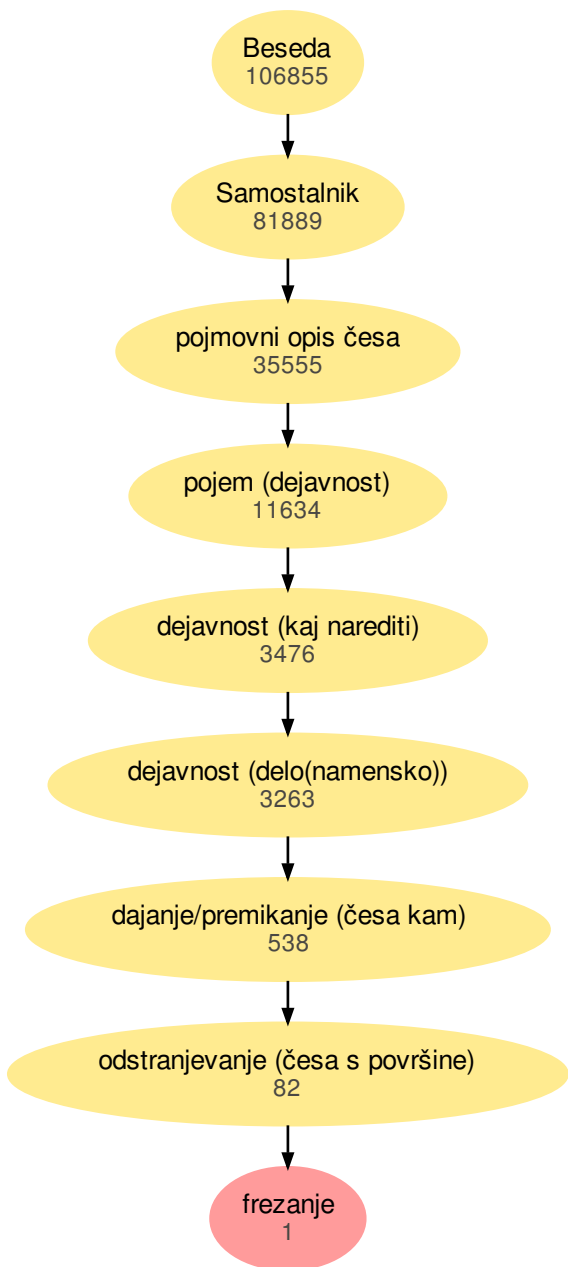 Beseda
106855
Samostalnik
81889
pojmovni opis česa
35555
pojem (dejavnost)
11634
dejavnost (kaj narediti)
3476
dejavnost (delo(namensko))
3263
dajanje/premikanje (česa kam)
538
odstranjevanje (česa s površine)
82
frezanje
1